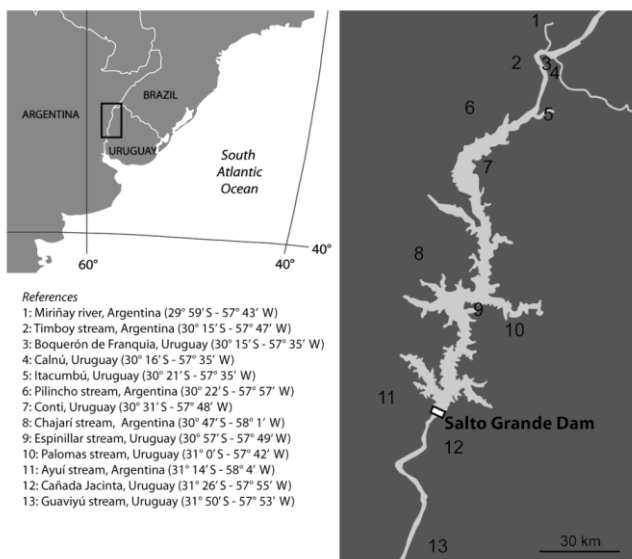 ARGENTINA
BRAZIL
URUGUAY
South
Atlantic
Ocean
60°
40°
40°
References
1: Miriñay river, Argentina (29° 59´S - 57° 43´ W)
2: Timboy stream, Argentina (30° 15´S - 57° 47´ W)
3: Boquerón de Franquia, Uruguay (30° 15´S - 57° 35´ W)
4: Calnú, Uruguay (30° 16´S - 57° 35´ W)
5: Itacumbú, Uruguay (30° 21´S - 57° 35´ W)
6: Pilincho stream, Argentina (30° 22´S - 57° 57´ W)
7: Conti, Uruguay (30° 31´S - 57° 48´ W)
8: Chajarí stream, Argentina (30° 47´S - 58° 1´ W)
9: Espinillar stream, Uruguay (30° 57´S - 57° 49´ W)
10: Palomas stream, Uruguay (31° 0´S - 57° 42´ W)
11: Ayuí stream, Argentina (31° 14´S - 58° 4´ W)
12: Cañada Jacinta, Uruguay (31° 26´S - 57° 55´ W)
13: Guaviyú stream, Uruguay (31° 50´S - 57° 53´ W)
1
2
3
4
5
6
7
8
9
10
11
Salto Grande Dam
12
13
30 km